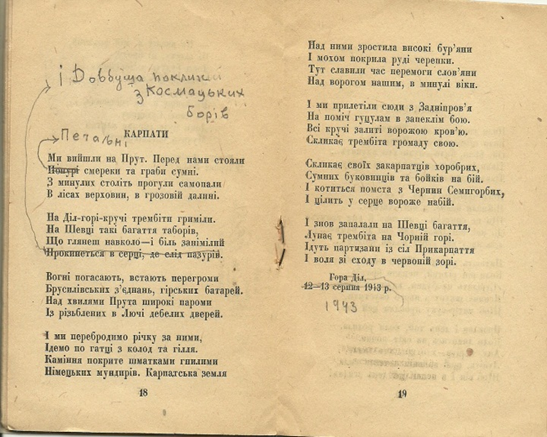 і Довбуша покликій
з Космацьких
борів
КАРПАТИ
Печальні
Ми вийшли на Прут. Перед нами стояли
Понурі смереки та граби сумні.
З минулих століть прогули самопали
В лісах верховин, в грозовій далині.
На Діл-горі-кручі трембіти гриміли.
На Шевці такі багаття таборів,
Що глянеш навколо—і біль занімілий
Прокинеться в серці, де слід пазурій.
Вогні погасають, встають перегроми
Брусилівських з'єднань, гірських батарей.
Над хвилями Прута широкі пароми
Із різьблених в Лючі дебелих дверей.
І ми перебродимо річку за ними,
Ідемо по гатці з колод та гілля.
Каміння покрите шматками гнилими
Німецьких мундирів. Карпатська земля
18
Над ними зростила високі бур'яни
І мохом покрила руді черепки.
Тут славили час перемоги слов'яни
Над ворогом нашим, в минулі віки.
І ми прилетіли сюди з Задніпров'я
На поміч гуцулам в запеклім бою.
Всі кручі залиті ворожою кров'ю.
Скликає трембіта громаду свою.
Скликає своїх закарпатців хоробрих,
Сумних буковинців та бойків на бій.
І котиться помста з Черпин Семигорбих,
І цілить у серце вороже набій.
І знов запалали на Шевці багаття,
Лунає трембіта на Чорній горі.
Ідуть партизани із сіл Прикарпаття
І воля зі сходу в червоній зорі.
Гора Діл,
12—13 серпня 1943 р.
1943
19